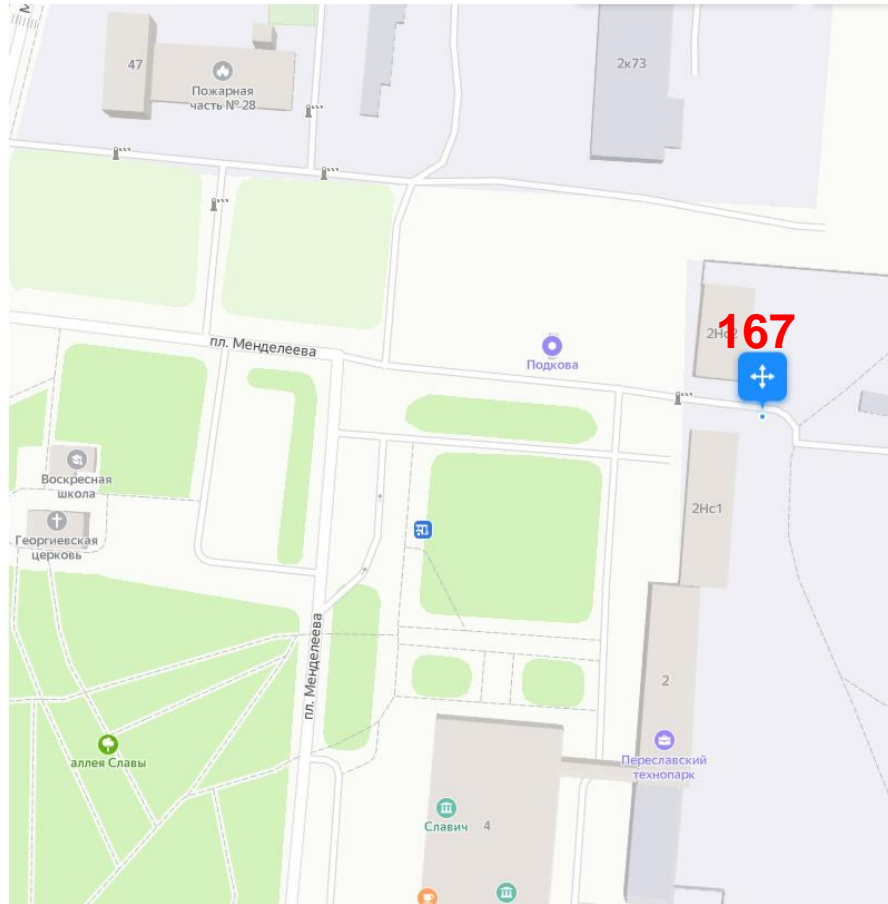 47
Пожарная
часть № 28
2к73
пл. Менделеева
Подкова
167
Воскресная
школа
Георгиевская
церковь
2Нс1
пл. Менделеева
2
аллея Славы
Переславский
технопарк
Славич
4